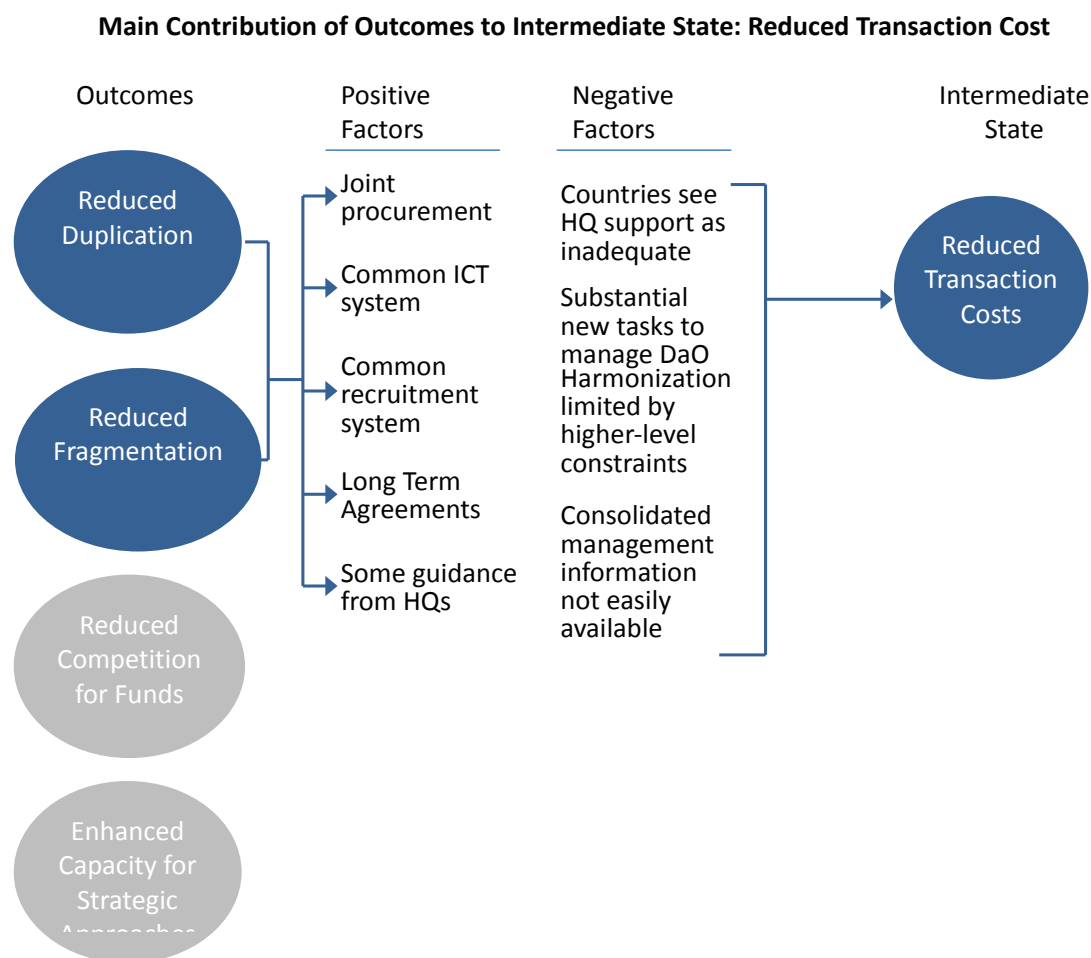 Main Contribution of Outcomes to Intermediate State: Reduced Transaction Cost
Outcomes
Positive
Factors
Negative
Factors
Intermediate
State
Reduced
Duplication
Reduced
Fragmentation
Reduced
Competition
for Funds
Enhanced
Capacity for
Strategic
Approaches
Joint
procurement
Common ICT
system
Common
recruitment
system
Long Term
Agreements
Some guidance
from HQs
Countries see
HQ support as
inadequate
Substantial
new tasks to
manage DaO
Harmonization
limited by
higher-level
constraints
Consolidated
management
information
not easily
available
Reduced
Transaction
Costs